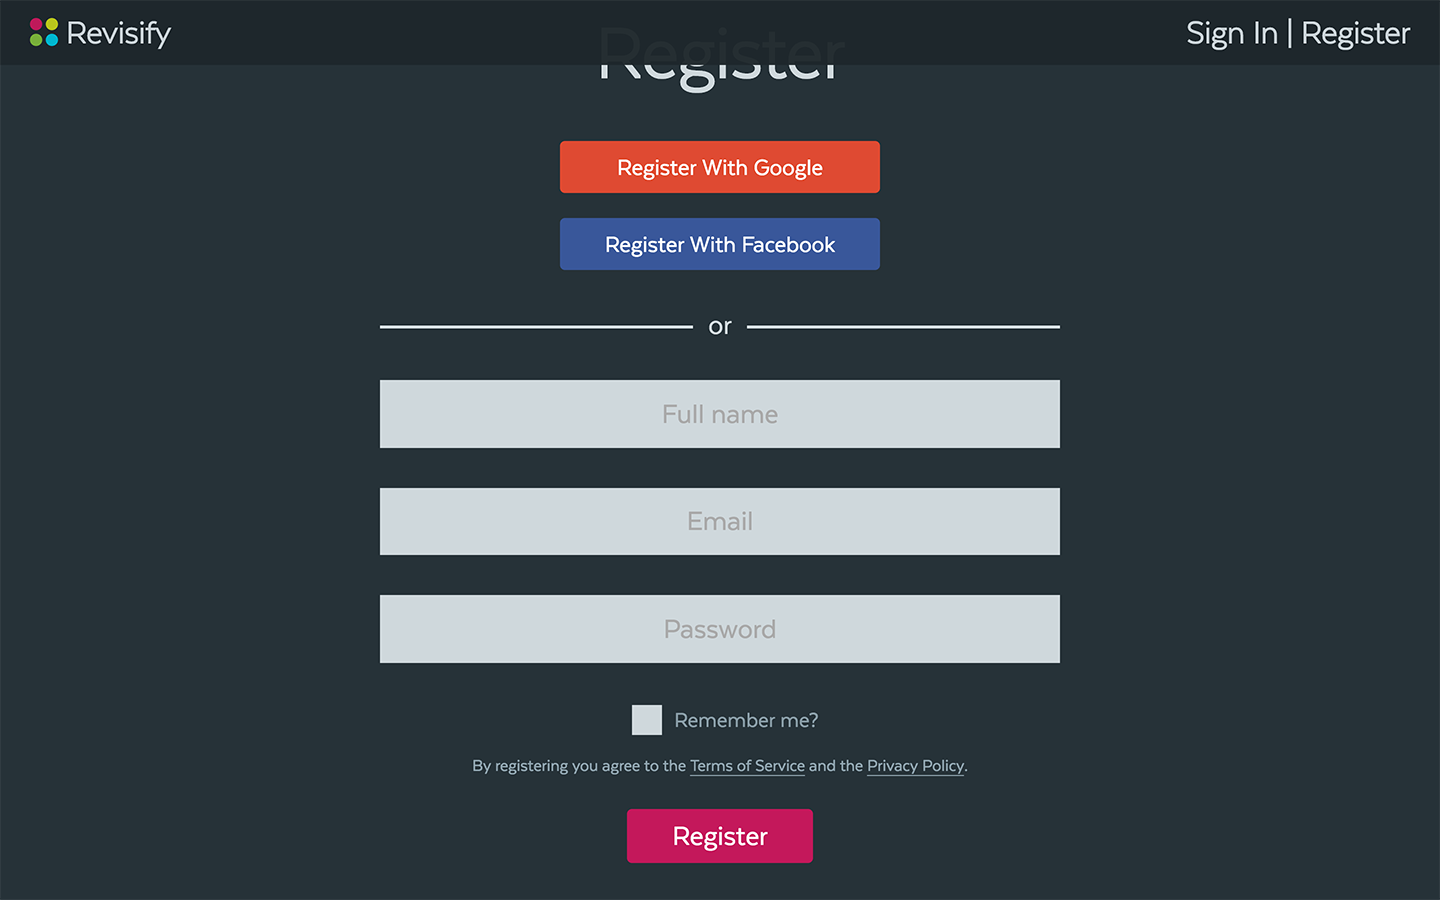 Revisify
Sign In | Register
Register
Register With Google
Register With Facebook
or
Full name
Email
Password
Remember me?
By registering you agree to the Terms of Service and the Privacy Policy.
Register